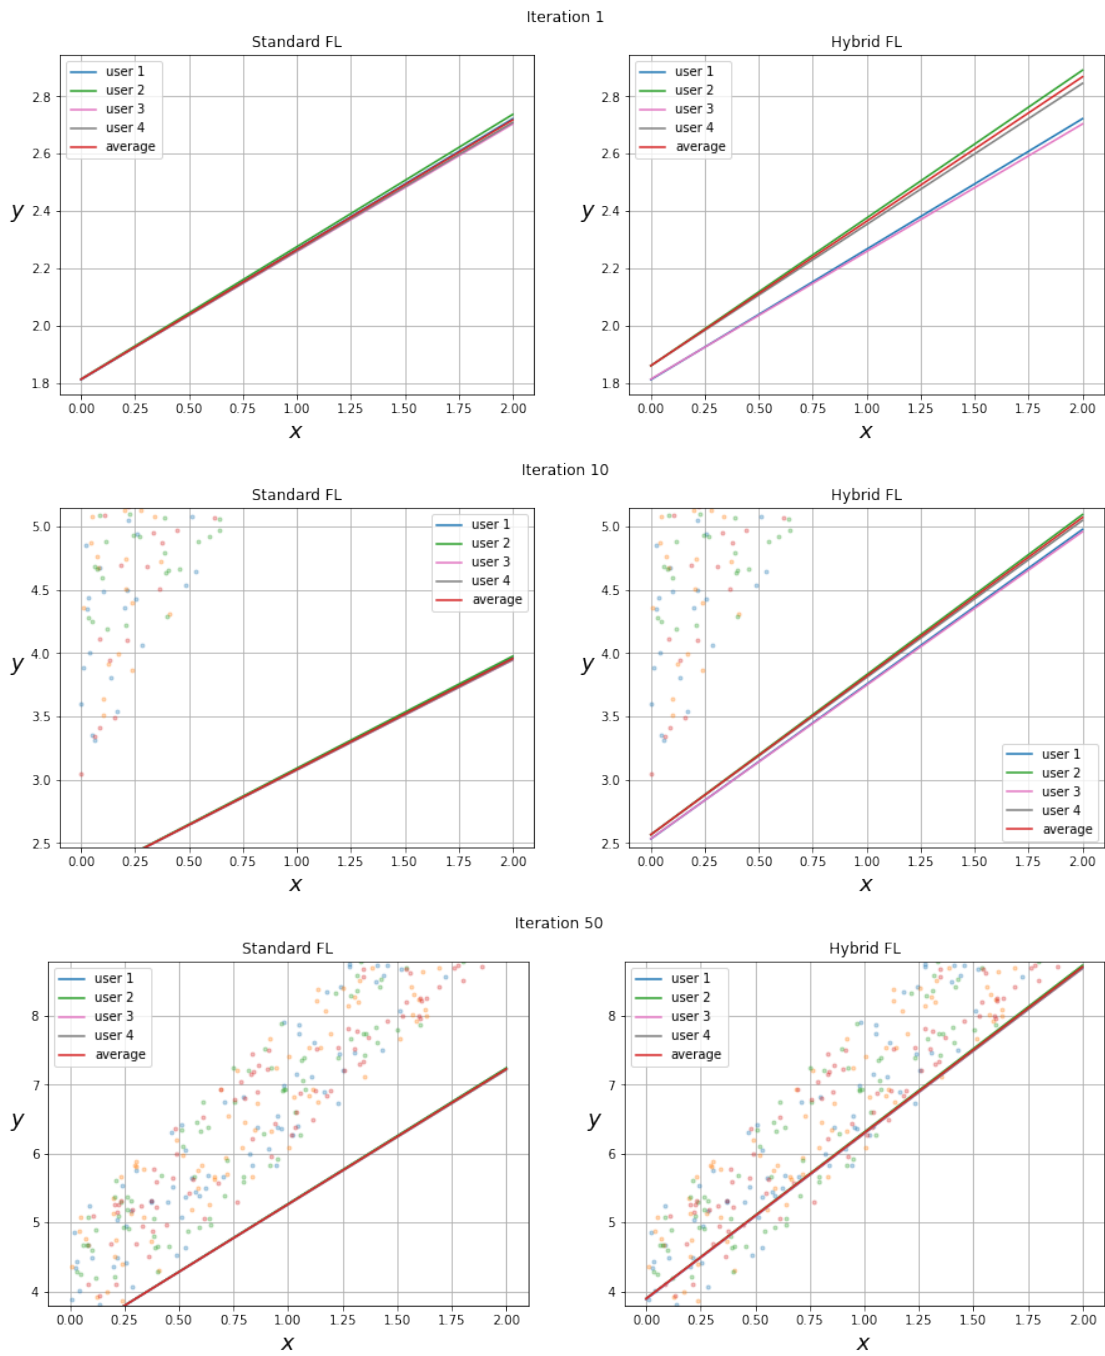 Iteration 1
Standard FL
user 1
user 2
user 3
user 4
average
2.8
2.6
2.4
2.2
2.0
1.8
y
0.00 0.25 0.50 0.75 1.00 1.25 1.50 1.75 2.00
x
Hybrid FL
user 1
user 2
user 3
user 4
average
2.8
2.6
2.4
2.2
2.0
1.8
y
0.00 0.25 0.50 0.75 1.00 1.25 1.50 1.75 2.00
x
Iteration 10
Standard FL
user 1
user 2
user 3
user 4
average
5.0
4.5
4.0
3.5
3.0
2.5
y
0.00 0.25 0.50 0.75 1.00 1.25 1.50 1.75 2.00
x
Hybrid FL
5.0
4.5
4.0
3.5
3.0
2.5
y
user 1
user 2
user 3
user 4
average
0.00 0.25 0.50 0.75 1.00 1.25 1.50 1.75 2.00
x
Iteration 50
Standard FL
user 1
user 2
user 3
user 4
average
8
7
6
5
4
y
0.00 0.25 0.50 0.75 1.00 1.25 1.50 1.75 2.00
x
Hybrid FL
user 1
user 2
user 3
user 4
average
8
7
6
5
4
y
0.00 0.25 0.50 0.75 1.00 1.25 1.50 1.75 2.00
x